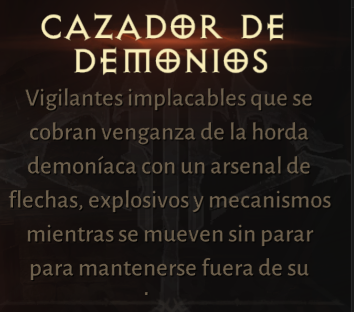 CAZADOR DE
DEMONIOS
Vigilantes implacables que se
cobran venganza de la horda
demoníaca con un arsenal de
flechas, explosivos y mecanismos
mientras se mueven sin parar
para mantenerse fuera de su